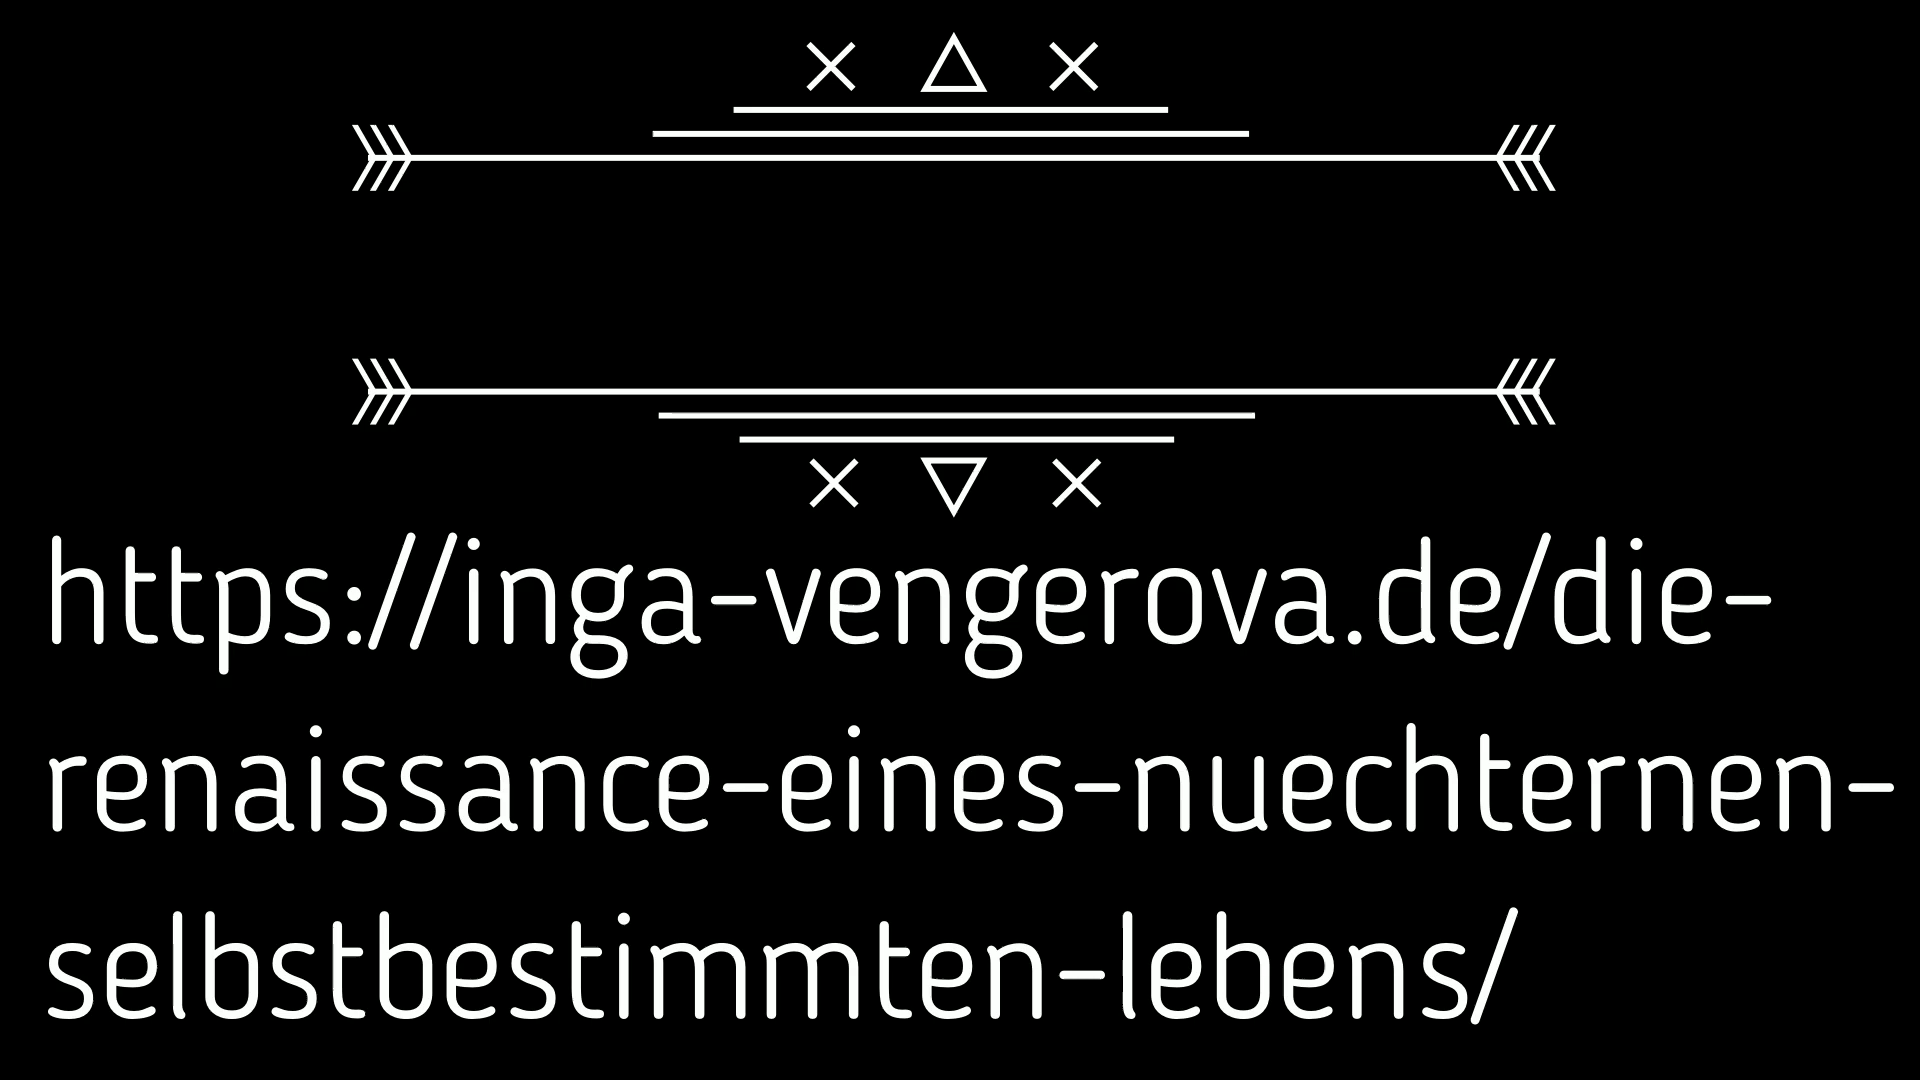 https://inga-vengerova.de/die-
renaissance-eines-nuechternen-
selbstbestimmten-lebens/